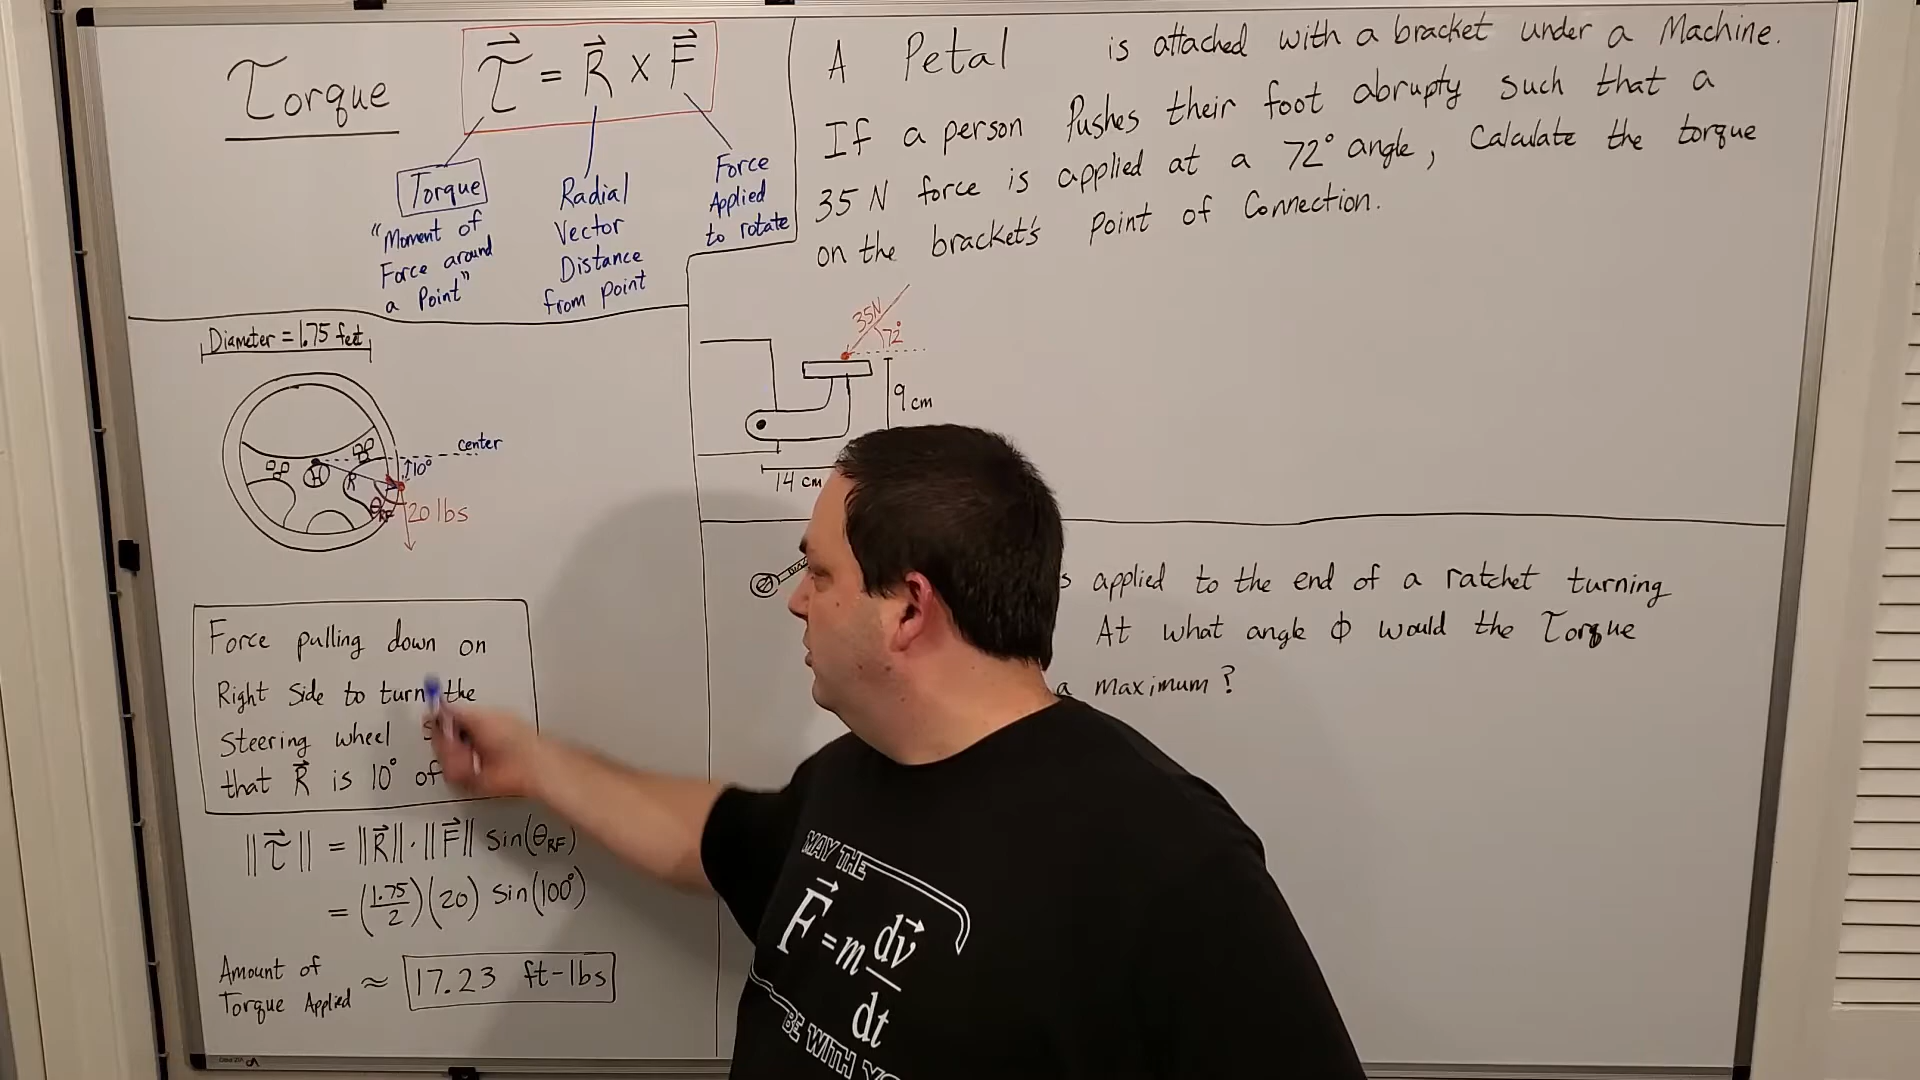 Torque
τ⃗ = R⃗ × F⃗
Torque
"Moment of
Force around
a Point"
Radial
Vector
Distance
from point
Force
Applied
to rotate
Diameter = 1.75 feet
center
10°
R
H
θRF
20 lbs
Force pulling down on
Right Side to turn the
Steering wheel
that R⃗ is 10° of
||τ⃗|| = ||R⃗|| · ||F⃗|| Sin(θRF)
= (1.75/2)(20) Sin(100°)
Amount of
Torque Applied ≈ 17.23 ft-lbs
A Petal is attached with a bracket under a Machine.
If a person Pushes their foot abrupty such that a
35 N force is applied at a 72° angle, Calculate the torque
on the bracket's Point of Connection.
35N
72°
9 cm
14 cm
applied to the end of a ratchet turning
At what angle ϕ would the Torque
a maximum?
MAY THE
F⃗ = m dv⃗/dt
BE WITH